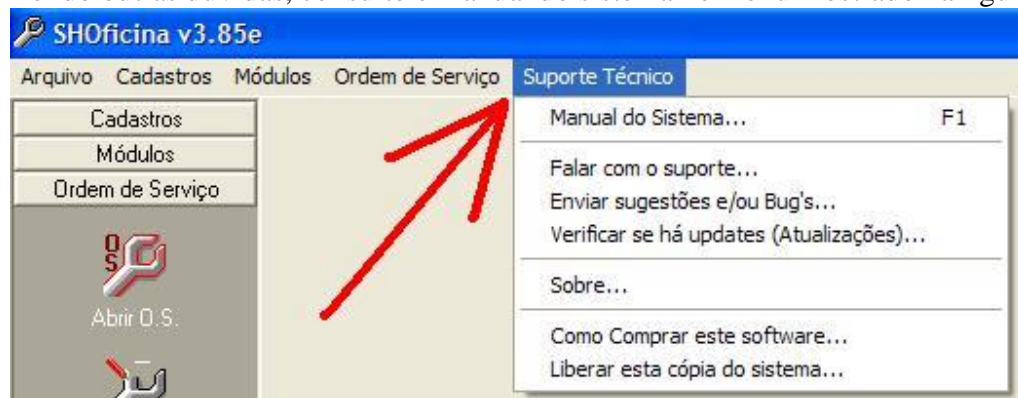 SHOficina v3.85e
Arquivo Cadastros Módulos Ordem de Serviço Suporte Técnico
Cadastros
Módulos
Ordem de Serviço
Abrir O.S.
Manual do Sistema... F1
Falar com o suporte...
Enviar sugestões e/ou Bug's...
Verificar se há updates (Atualizações)...
Sobre...
Como Comprar este software...
Liberar esta cópia do sistema...
OS